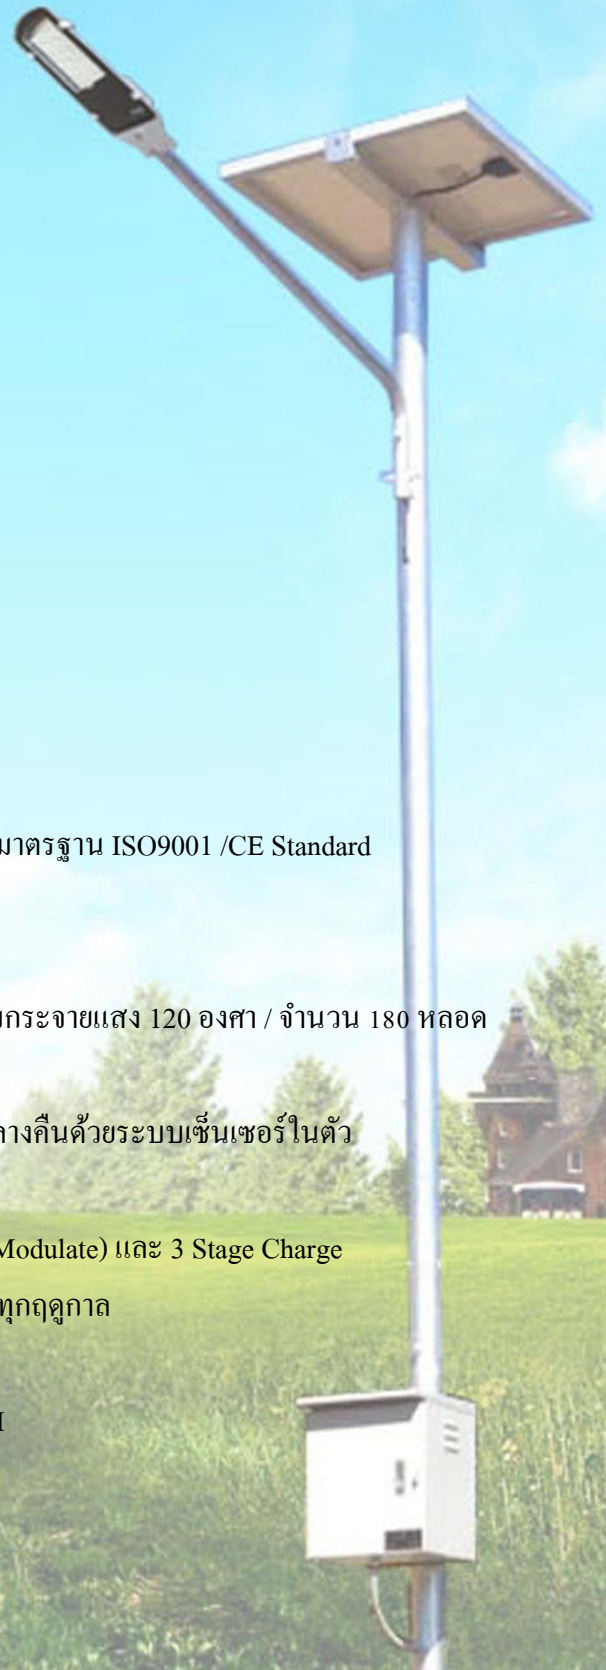 มาตรฐาน ISO9001 /CE Standard
กระจายแสง 120 องศา / จำนวน 180 หลอด
ลางคืนด้วยระบบเซ็นเซอร์ในตัว
Modulate) และ 3 Stage Charge
ทุกฤดูกาล